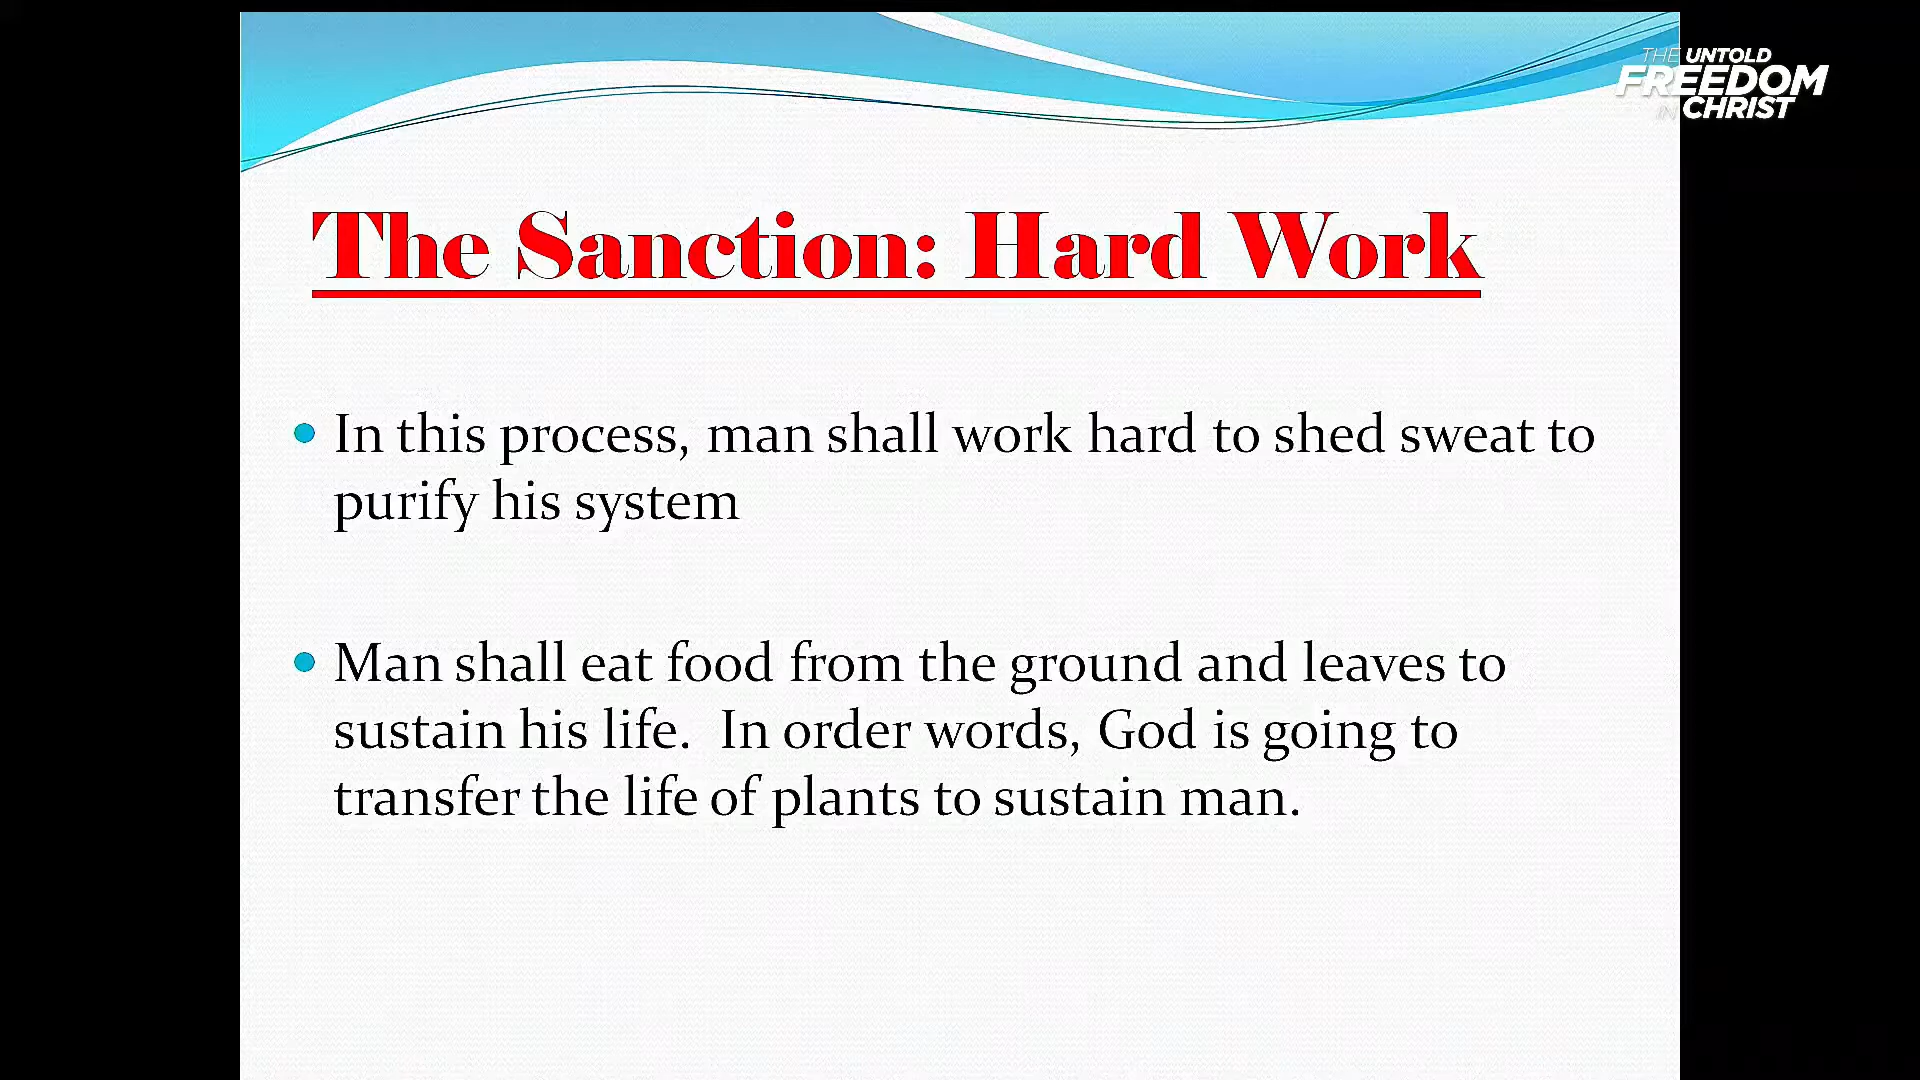 THE UNTOLD
FREEDOM
IN CHRIST
The Sanction: Hard Work
• In this process, man shall work hard to shed sweat to
purify his system
• Man shall eat food from the ground and leaves to
sustain his life.  In order words, God is going to
transfer the life of plants to sustain man.